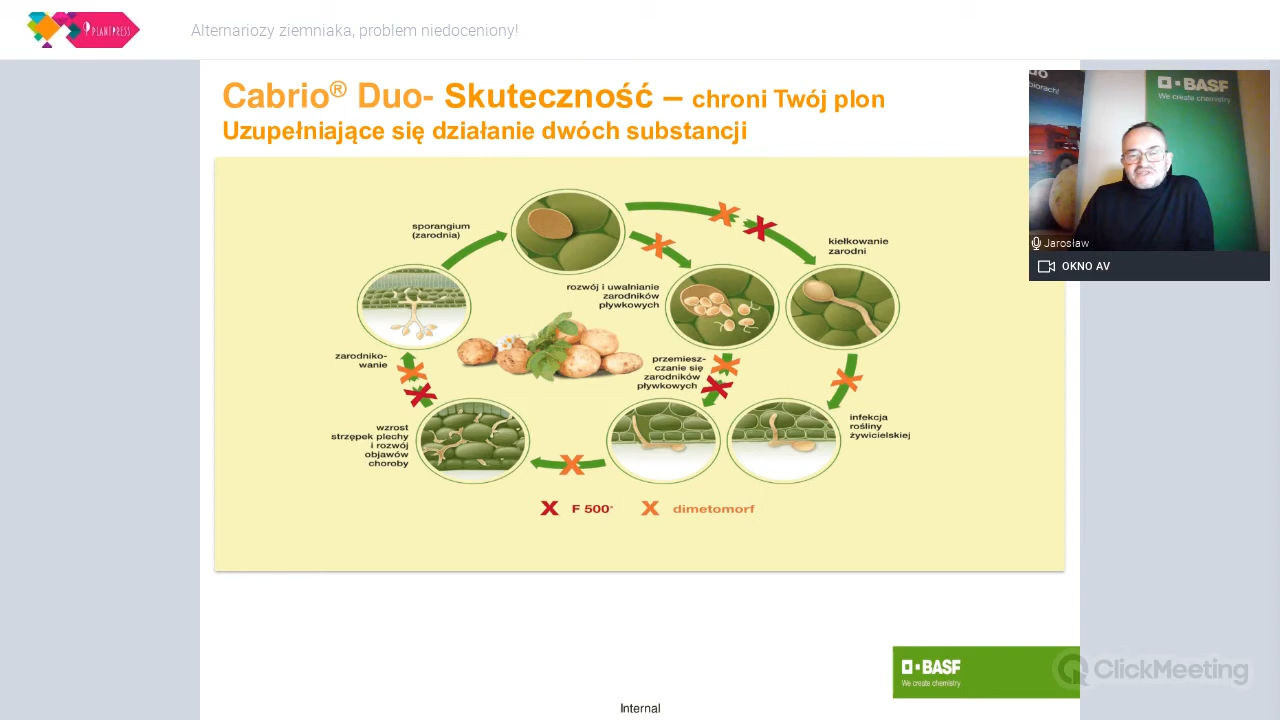 PLANTPRESS
Alternariozy ziemniaka, problem niedoceniony!
Cabrio® Duo- Skuteczność – chroni Twój plon
Uzupełniające się działanie dwóch substancji
BASF
We create chemistry
Jarosław
OKNO AV
sporangium
(zarodnia)
kiełkowanie
zarodni
rozwój i uwalnianie
zarodników
pływkowych
zarodniko-
wanie
przemiesz-
czanie się
zarodników
pływkowych
infekcja
rośliny
żywicielskiej
wzrost
strzępek plechy
i rozwój
objawów
choroby
X F 500® X dimetomorf
BASF
We create chemistry
ClickMeeting
Internal